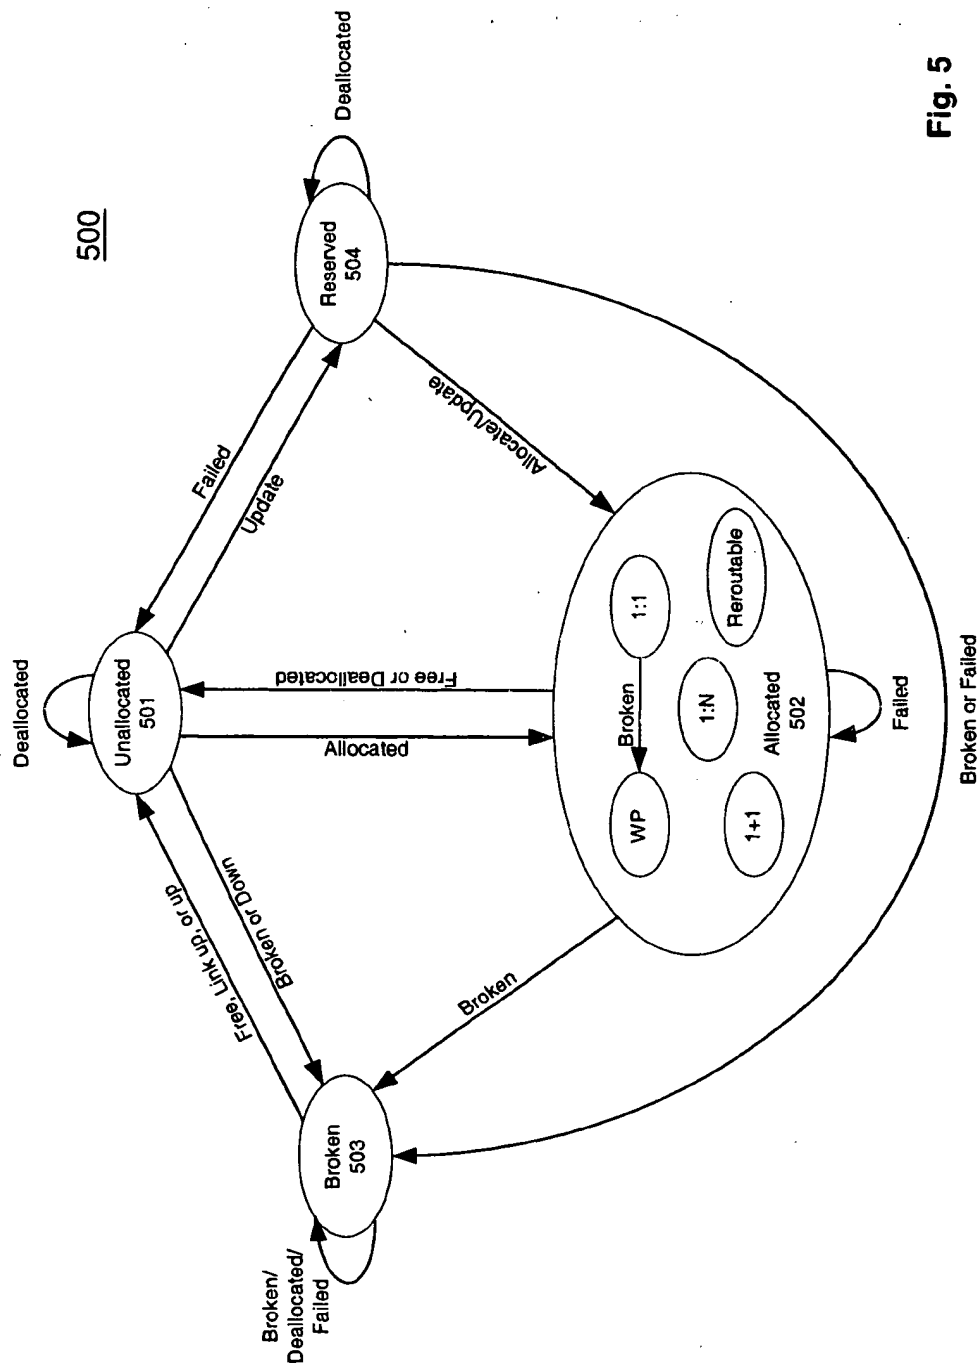 500
Deallocated
Unallocated
501
Deallocated
Reserved
504
Failed
Update
Free, Link up, or up
Broken or Down
Allocated
Free or Deallocated
Allocate/Update
Broken
503
Broken/
Deallocated/
Failed
Broken
WP
Broken
1:1
1:N
1+1
Reroutable
Allocated
502
Failed
Broken or Failed
Fig. 5